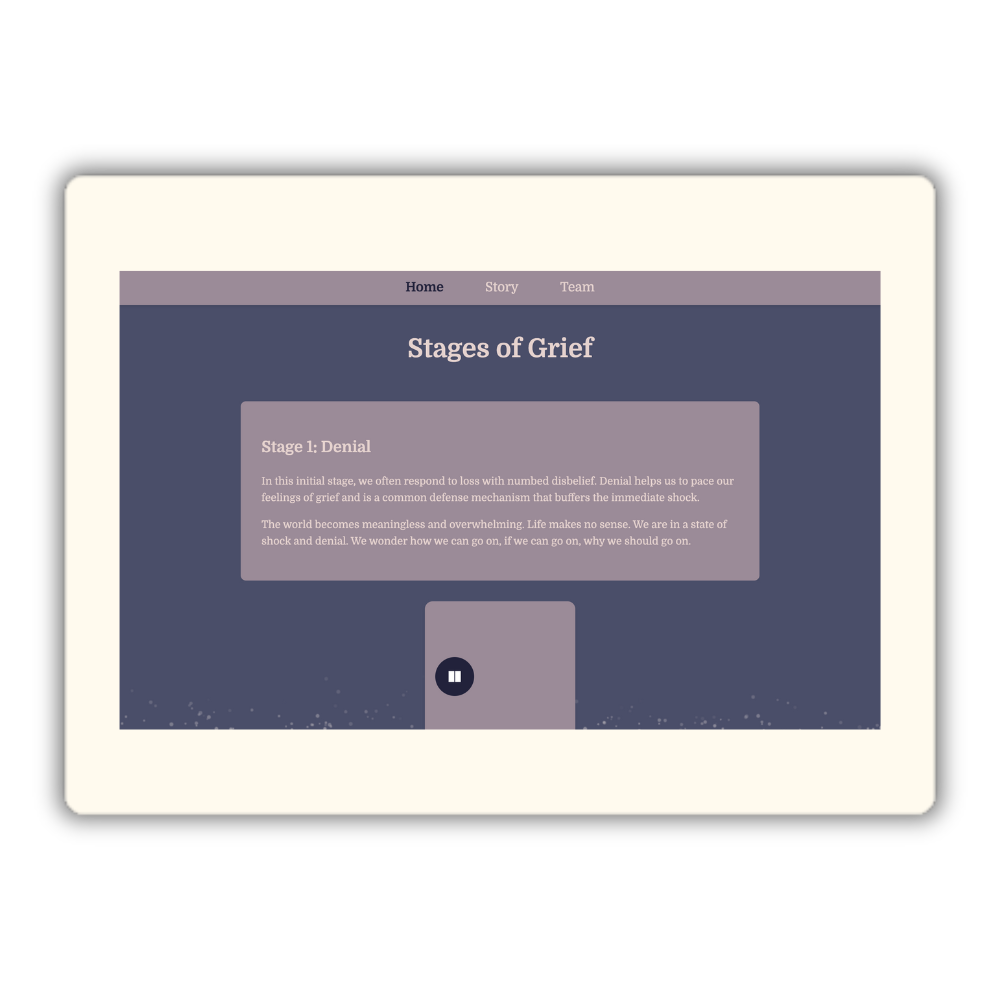 Home Story Team
Stages of Grief
Stage 1: Denial
In this initial stage, we often respond to loss with numbed disbelief. Denial helps us to pace our
feelings of grief and is a common defense mechanism that buffers the immediate shock.
The world becomes meaningless and overwhelming. Life makes no sense. We are in a state of
shock and denial. We wonder how we can go on, if we can go on, why we should go on.